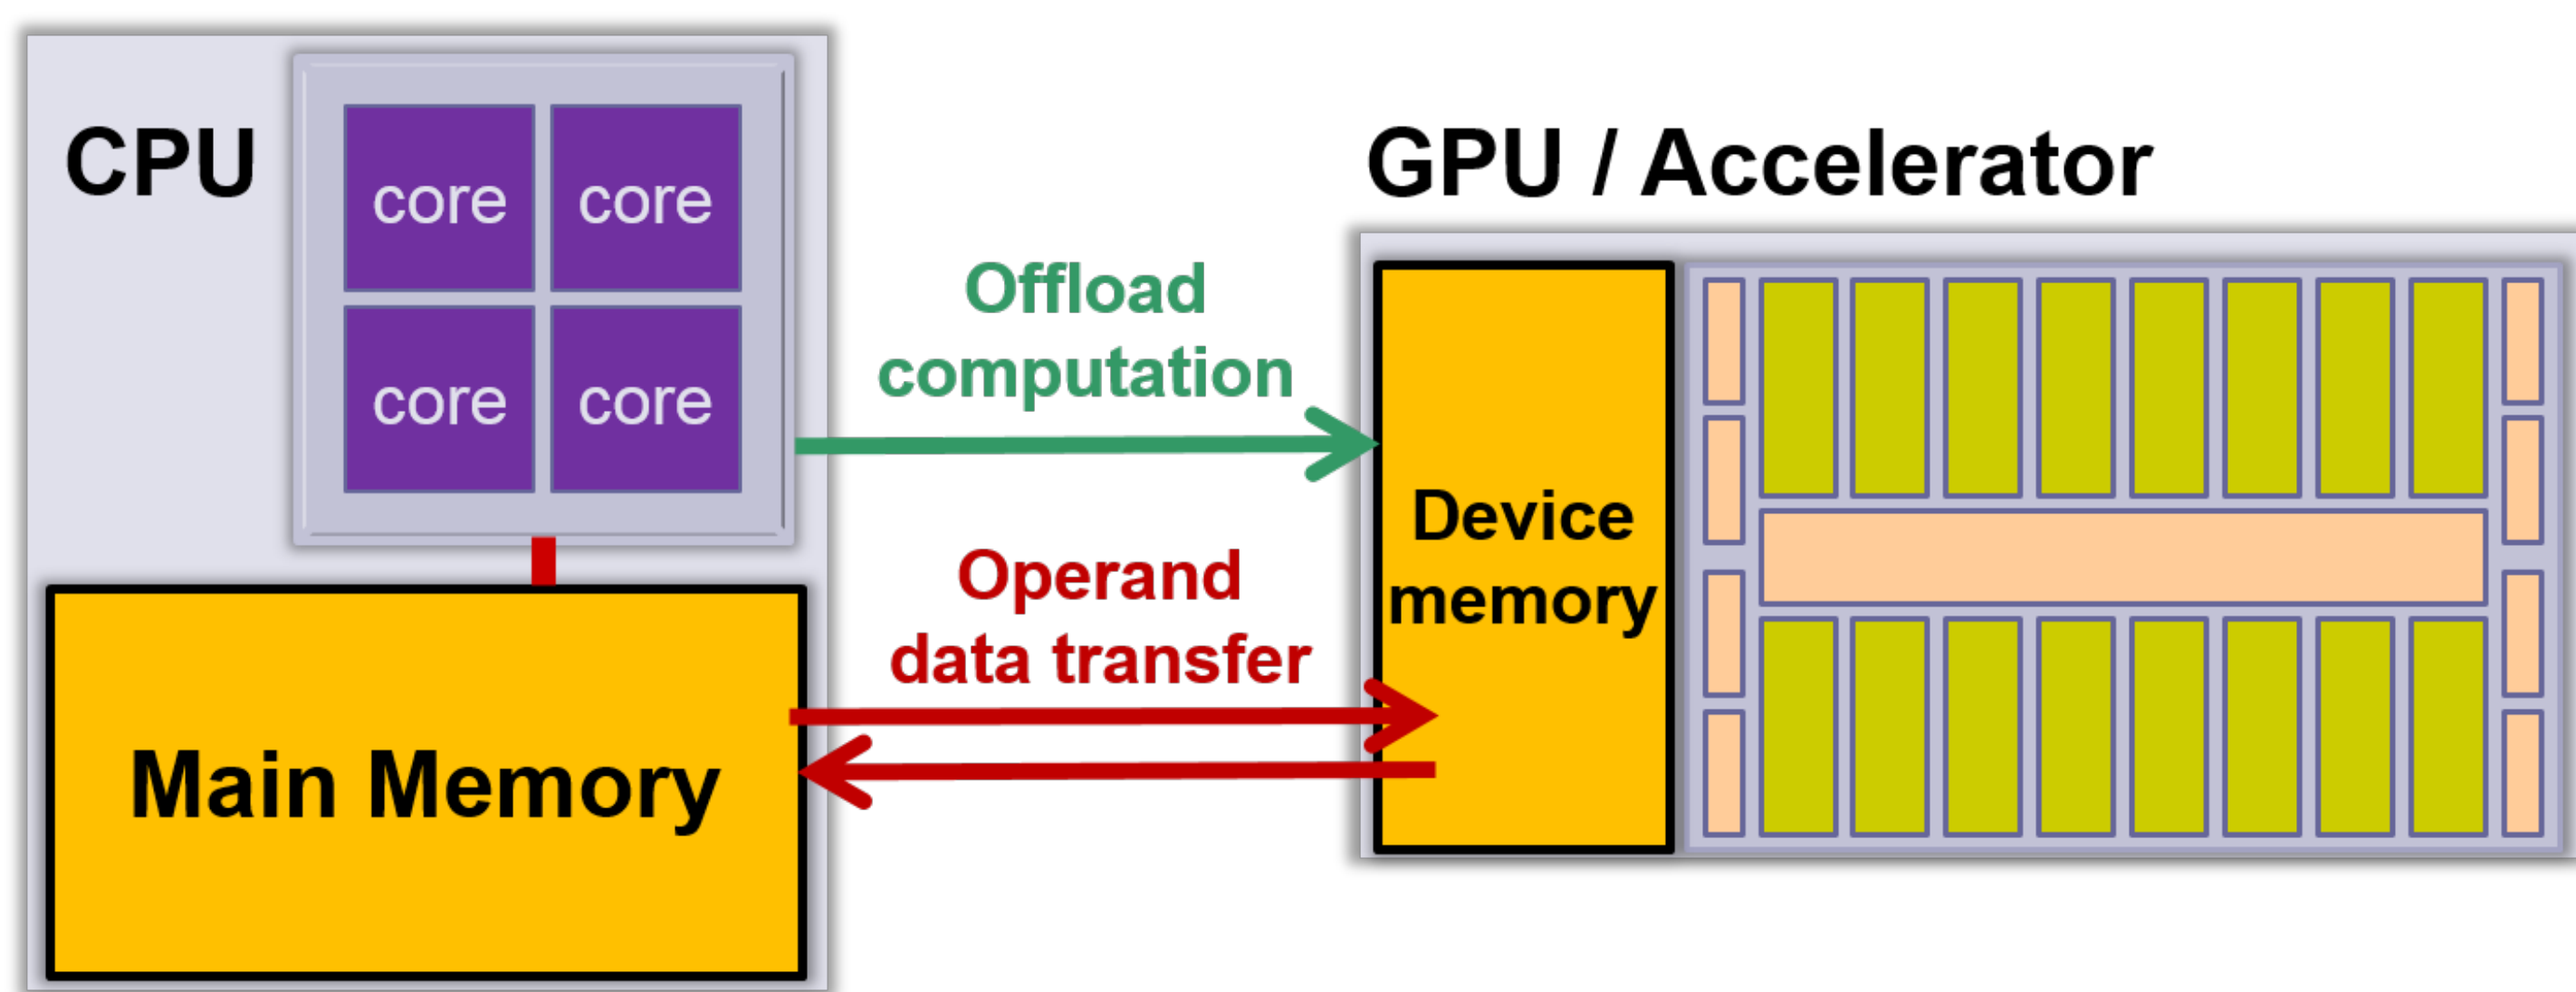 CPU
core core
core core
Main Memory
Offload
computation
Operand
data transfer
GPU / Accelerator
Device
memory